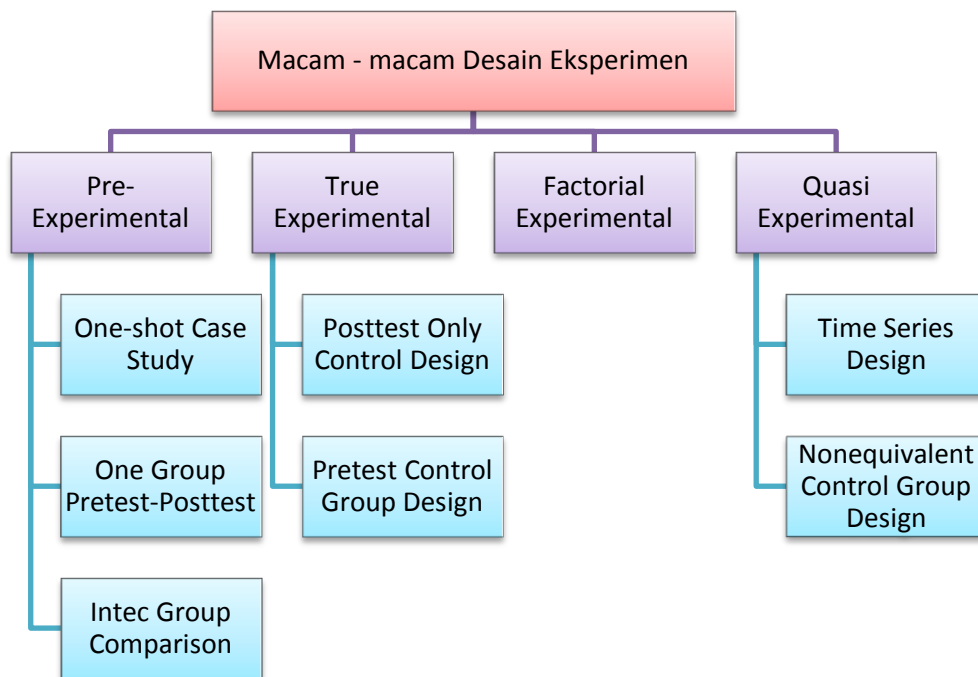 Macam - macam Desain Eksperimen
Pre-
Experimental
True
Experimental
Factorial
Experimental
Quasi
Experimental
One-shot Case
Study
Posttest Only
Control Design
Time Series
Design
One Group
Pretest-Posttest
Pretest Control
Group Design
Nonequivalent
Control Group
Design
Intec Group
Comparison